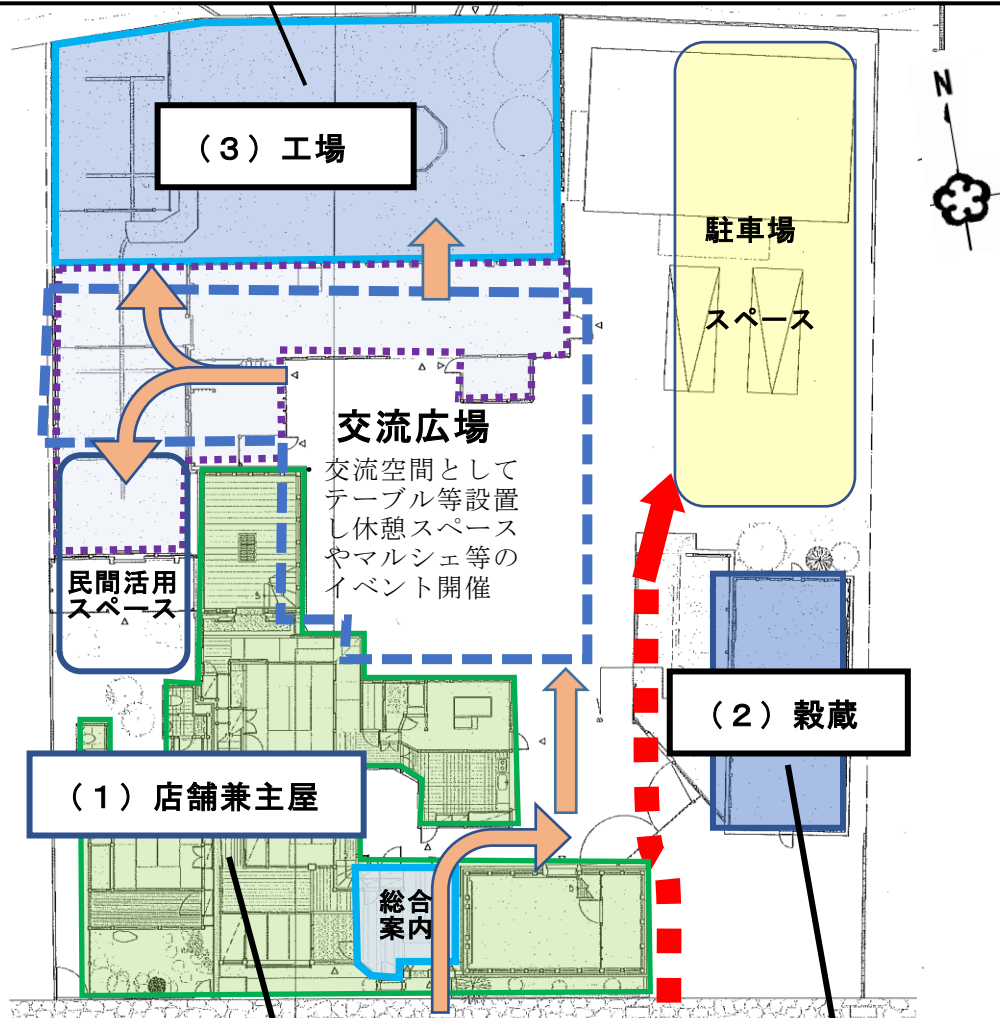 (3)工場
N
駐車場
スペース
交流広場
交流空間として
テーブル等設置
し休憩スペース
やマルシェ等の
イベント開催
民間活用
スペース
(2)穀蔵
(1)店舗兼主屋
総合
案内